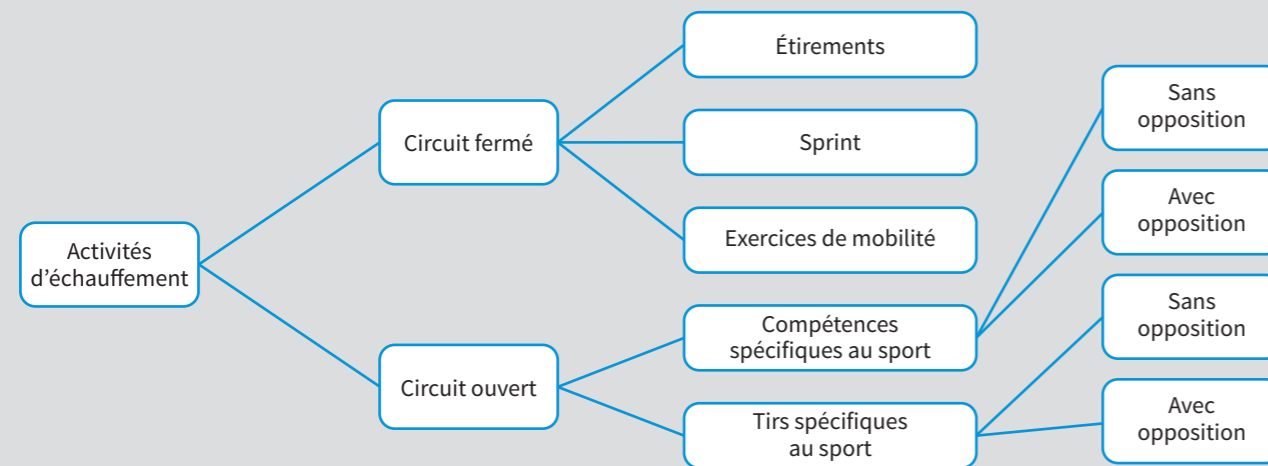 Activités
d’échauffement
Circuit fermé
Étirements
Sprint
Exercices de mobilité
Circuit ouvert
Compétences
spécifiques au sport
Sans
opposition
Avec
opposition
Tirs spécifiques
au sport
Sans
opposition
Avec
opposition